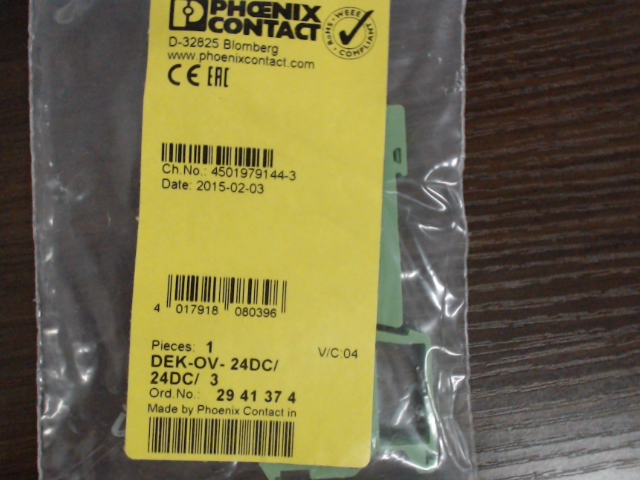 PHOENIX
CONTACT
D-32825 Blomberg
www.phoenixcontact.com
WEEE
RoHS
COMPLIANT
CE EAC
Ch.No.: 4501979144-3
Date: 2015-02-03
4 017918 080396
Pieces: 1
V/C:04
DEK-OV- 24DC/
24DC/ 3
Ord.No.: 29 41 37 4
Made by Phoenix Contact in